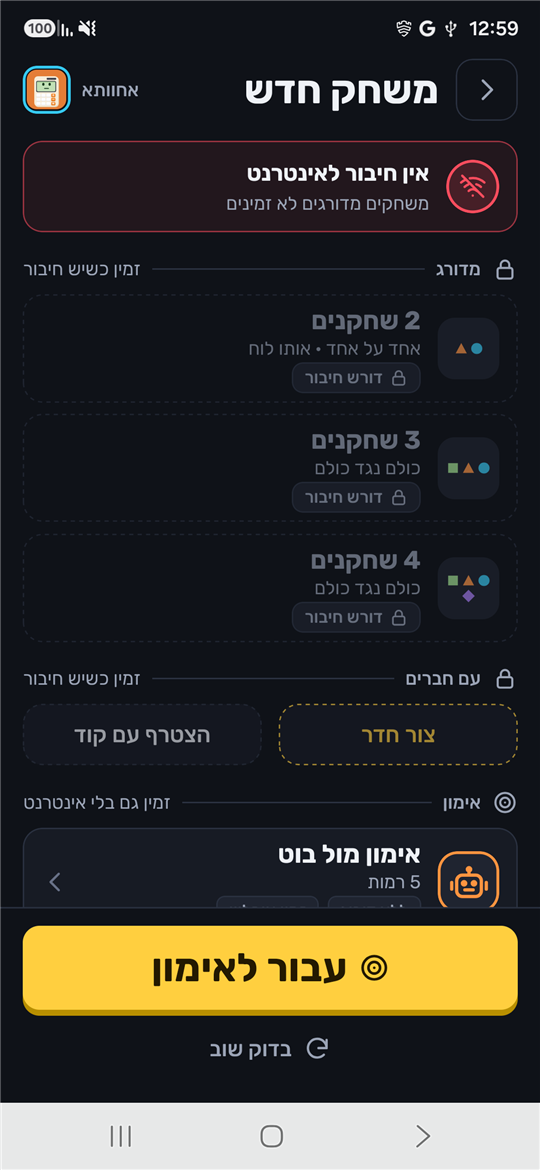 100
12:59
משחק חדש
אחוותא
אין חיבור לאינטרנט
משחקים מדורגים לא זמינים
מדורג
זמין כשיש חיבור
2 שחקנים
אחד על אחד • אותו לוח
דורש חיבור
3 שחקנים
כולם נגד כולם
דורש חיבור
4 שחקנים
כולם נגד כולם
דורש חיבור
עם חברים
זמין כשיש חיבור
צור חדר
הצטרף עם קוד
אימון
זמין גם בלי אינטרנט
אימון מול בוט
5 רמות
עבור לאימון
בדוק שוב